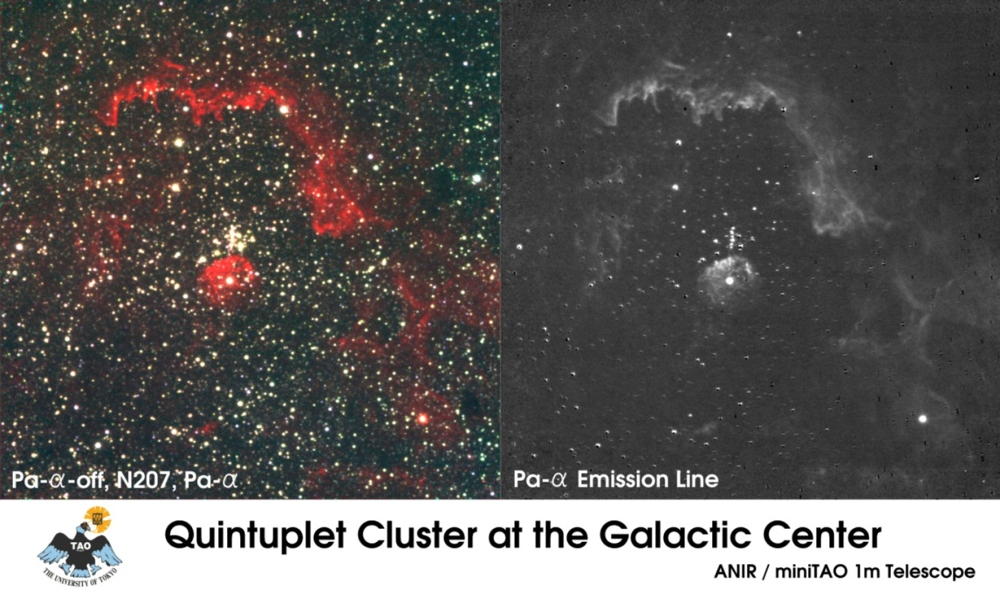 Pa-α-off, N207, Pa-α
Pa-α Emission Line
TAO
THE UNIVERSITY OF TOKYO
Quintuplet Cluster at the Galactic Center
ANIR / miniTAO 1m Telescope